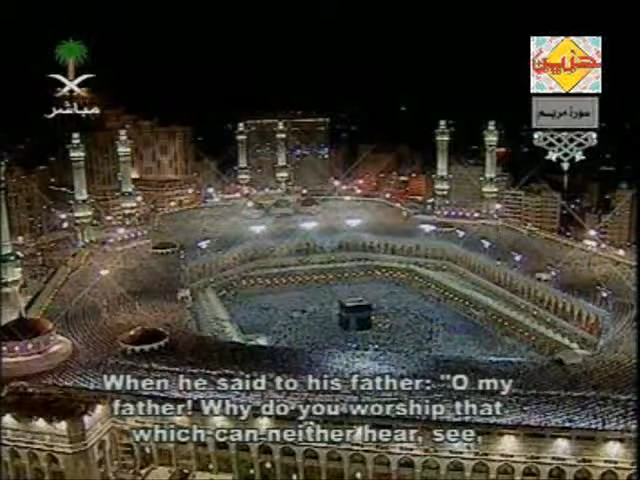 مباشر
سورة مريم
When he said to his father: "O my
father! Why do you worship that
which can neither hear, see,